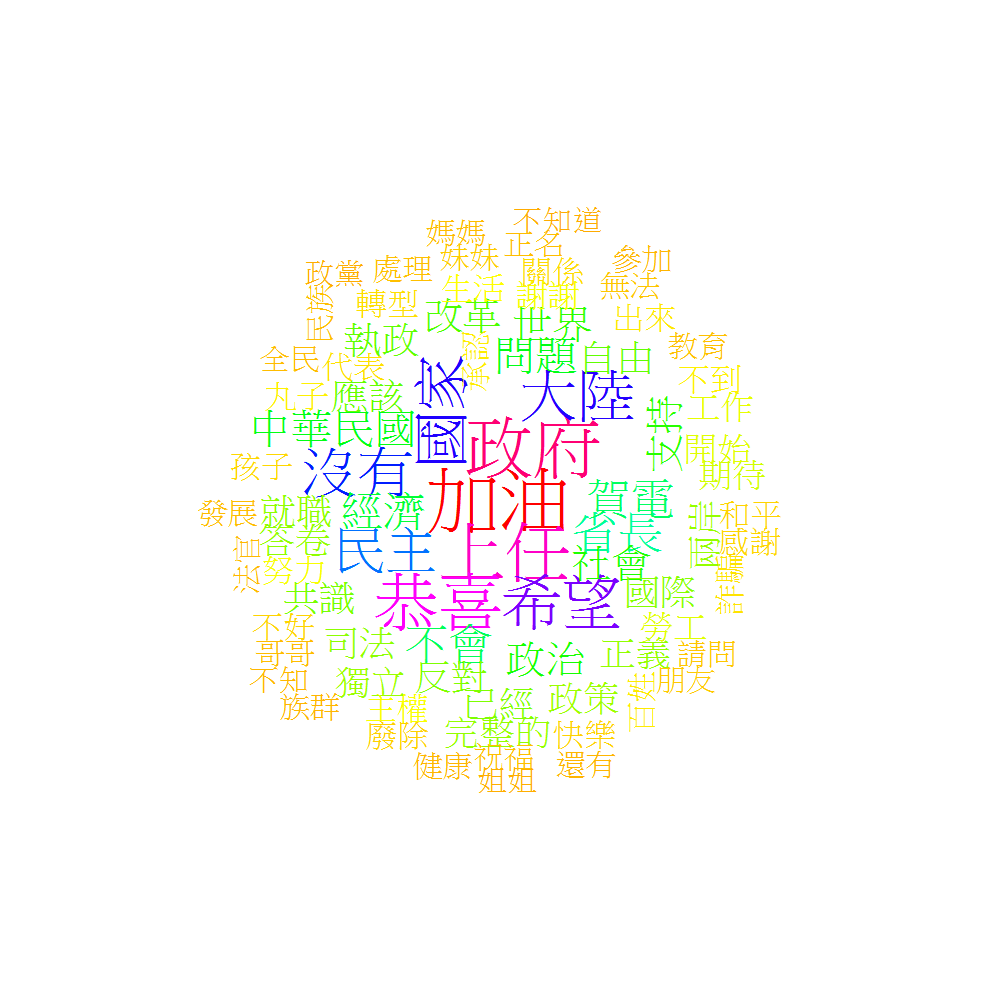 不知道
媽媽
正名
妹妹
關係
參加
政黨
處理
生活
謝謝
無法
民族
轉型
改革
世界
出來
執政
問題
自由
教育
全民
代表
承認
國家
大陸
不到
丸子
應該
支持
工作
中華民國
政府
開始
孩子
沒有
期待
加油
賀電
發展
就職
經濟
省長
兩岸
和平
答卷
民主
上任
社會
感謝
法官
努力
恭喜
希望
國際
詐騙
共識
不好
司法
不會
政治
正義
勞工
請問
哥哥
不知
獨立
反對
百姓
朋友
族群
主權
已經
政策
廢除
完整的
快樂
健康
祝福
還有
姐姐